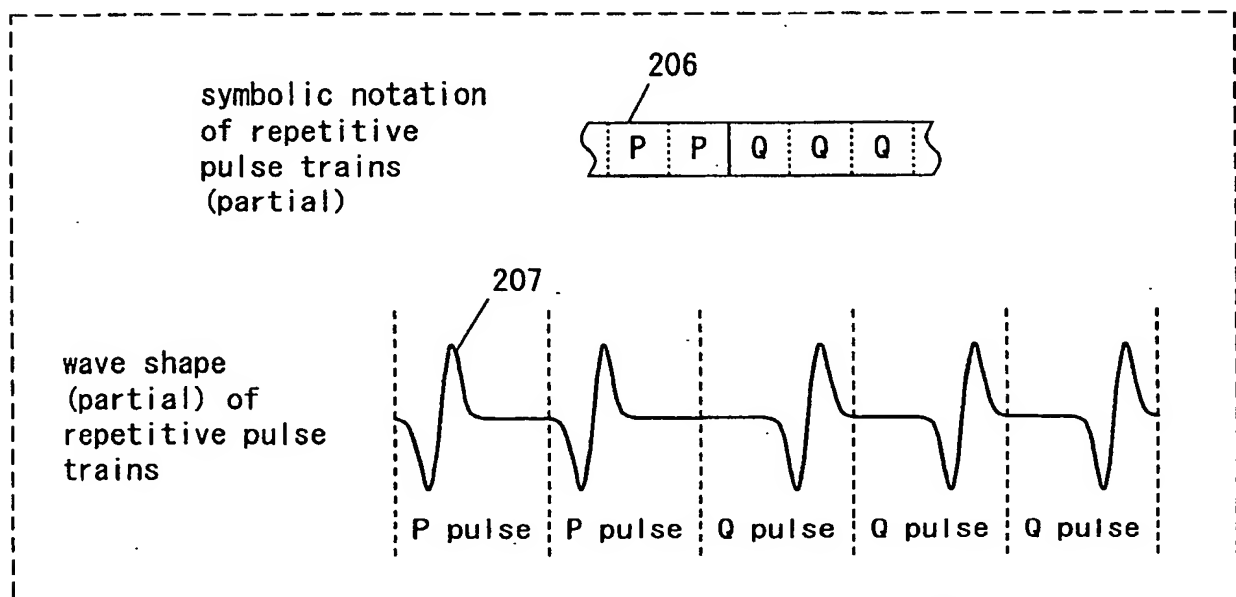 206
symbolic notation
of repetitive
pulse trains
(partial)
P P Q Q Q
207
wave shape
(partial) of
repetitive pulse
trains
P pulse P pulse Q pulse Q pulse Q pulse